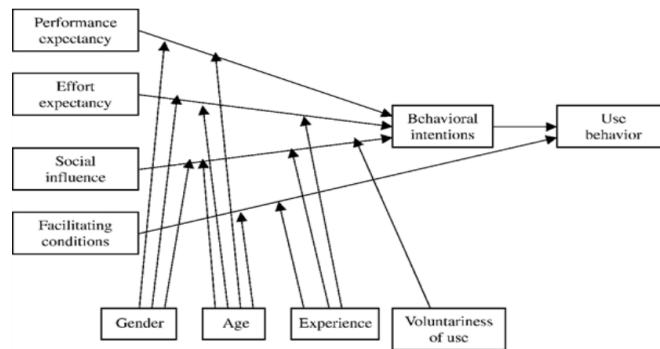 Performance
expectancy
Effort
expectancy
Behavioral
intentions
Use
behavior
Social
influence
Facilitating
conditions
Gender
Age
Experience
Voluntariness
of use